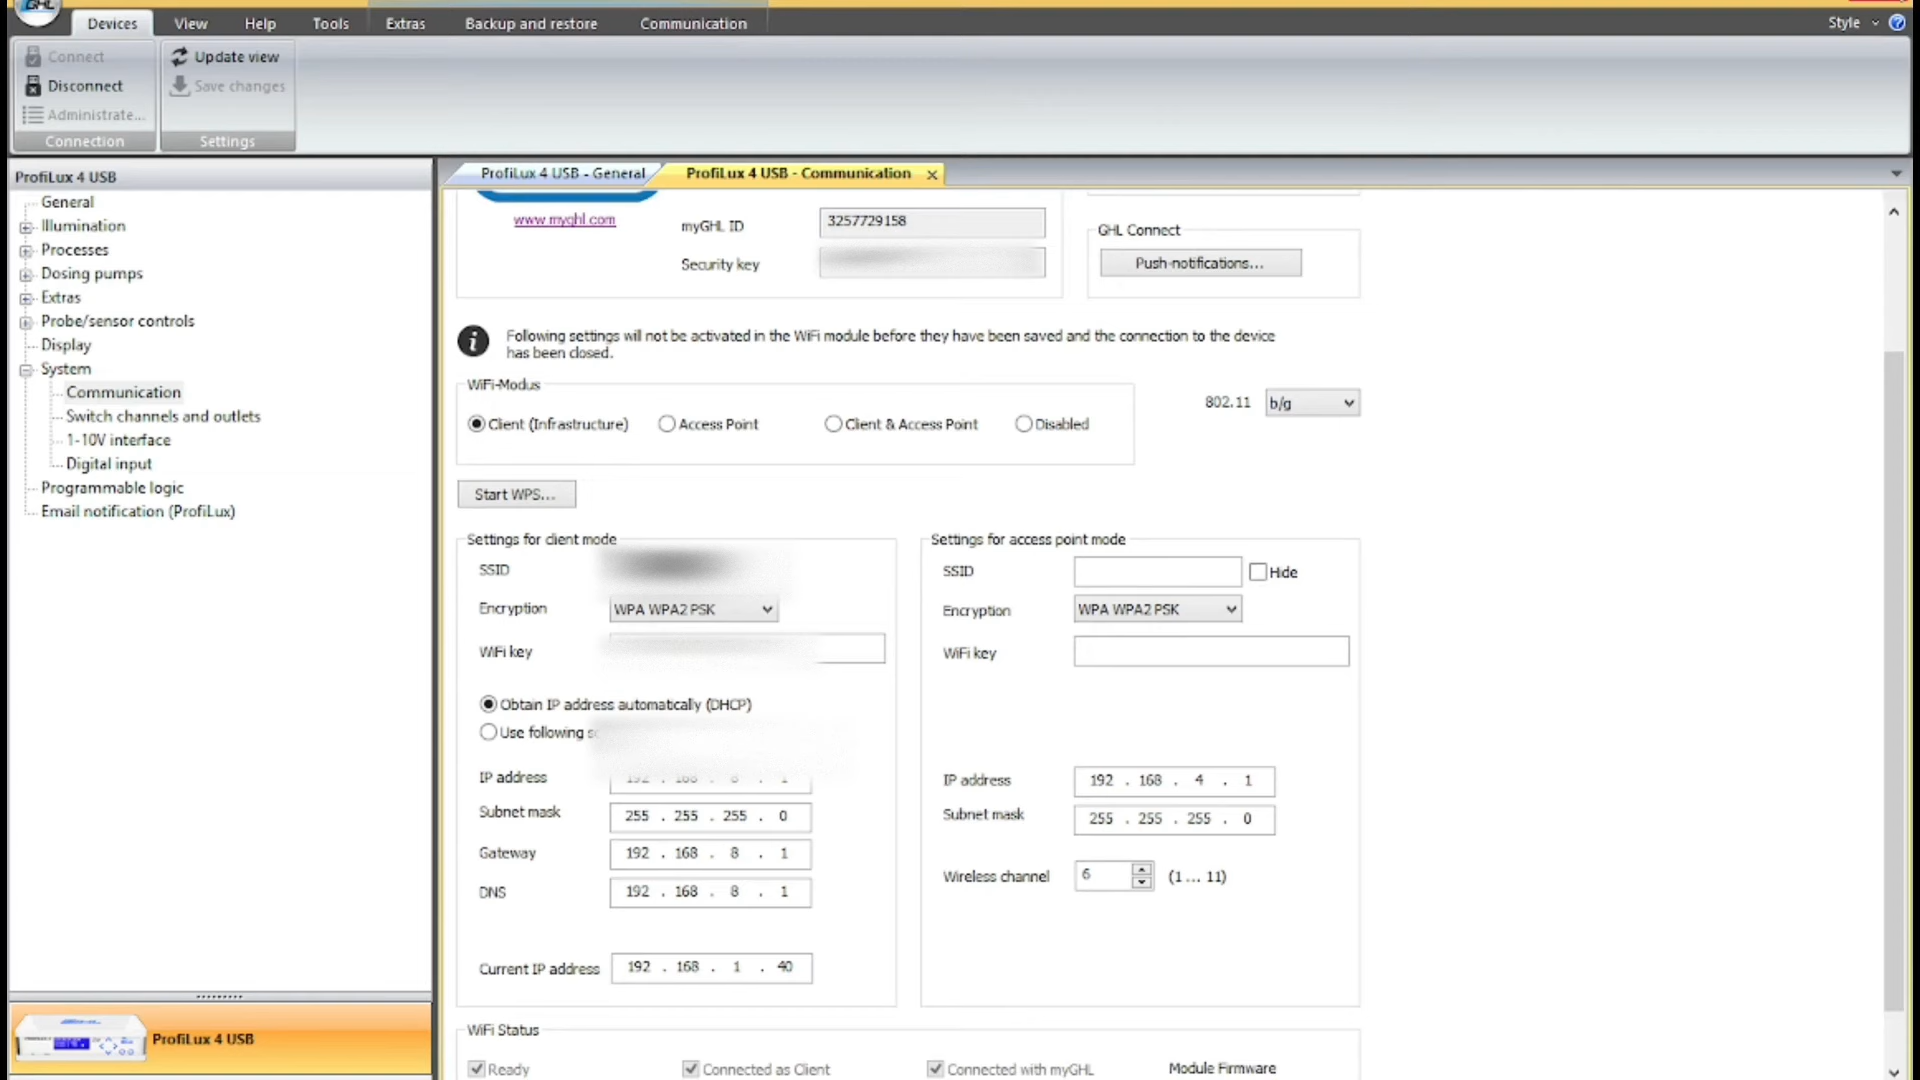 GHL
Devices View Help Tools Extras Backup and restore Communication Style
Connect
Disconnect
Administrate...
Connection
Update view
Save changes
Settings
ProfiLux 4 USB
General
Illumination
Processes
Dosing pumps
Extras
Probe/sensor controls
Display
System
Communication
Switch channels and outlets
1-10V interface
Digital input
Programmable logic
Email notification (ProfiLux)
ProfiLux 4 USB
ProfiLux 4 USB - General
ProfiLux 4 USB - Communication
www.myghl.com
myGHL ID 3257729158
Security key
GHL Connect
Push-notifications...
Following settings will not be activated in the WiFi module before they have been saved and the connection to the device
has been closed.
WiFi-Modus
Client (Infrastructure) Access Point Client & Access Point Disabled
802.11 b/g
Start WPS...
Settings for client mode
SSID
Encryption WPA WPA2 PSK
WiFi key
Obtain IP address automatically (DHCP)
Use following
IP address 192 . 168 . 8 . 1
Subnet mask 255 . 255 . 255 . 0
Gateway 192 . 168 . 8 . 1
DNS 192 . 168 . 8 . 1
Current IP address 192 . 168 . 1 . 40
Settings for access point mode
SSID Hide
Encryption WPA WPA2 PSK
WiFi key
IP address 192 . 168 . 4 . 1
Subnet mask 255 . 255 . 255 . 0
Wireless channel 6 (1 ... 11)
WiFi Status
Ready Connected as Client Connected with myGHL Module Firmware